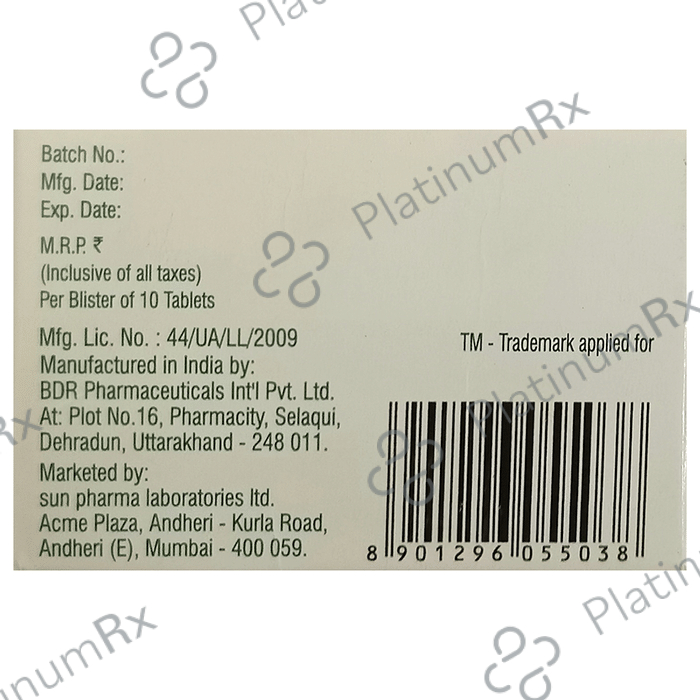 Batch No.:
Mfg. Date:
Exp. Date:
M.R.P. ₹
(Inclusive of all taxes)
Per Blister of 10 Tablets
Mfg. Lic. No. : 44/UA/LL/2009
Manufactured in India by:
BDR Pharmaceuticals Int'l Pvt. Ltd.
At: Plot No.16, Pharmacity, Selaqui,
Dehradun, Uttarakhand - 248 011.
Marketed by:
sun pharma laboratories ltd.
Acme Plaza, Andheri - Kurla Road,
Andheri (E), Mumbai - 400 059.
TM - Trademark applied for
8 901296 055038
PlatinumRx
PlatinumRx
PlatinumRx
Platin
Plat
Rx